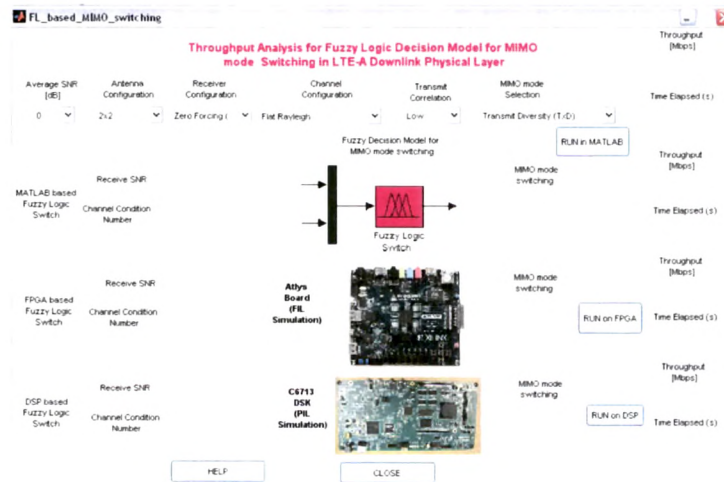 FL_based_MIMO_switching
Throughput Analysis for Fuzzy Logic Decision Model for MIMO
mode Switching in LTE-A Downlink Physical Layer
Throughput
[Mbps]
Average SNR
[dB]
Antenna
Configuration
Receiver
Configuration
Channel
Configuration
Transmit
Correlation
MIMO mode
Selection
Time Elapsed (s)
0
2x2
Zero Forcing (
Flat Rayleigh
Low
Transmit Diversity (TxD)
RUN in MATLAB
Fuzzy Decision Model for
MIMO mode switching
Throughput
[Mbps]
MATLAB based
Fuzzy Logic
Switch
Receive SNR
Channel Condition
Number
MIMO mode
switching
Time Elapsed (s)
Fuzzy Logic
Switch
Throughput
[Mbps]
FPGA based
Fuzzy Logic
Switch
Receive SNR
Channel Condition
Number
Atlys
Board
(FIL
Simulation)
MIMO mode
switching
RUN on FPGA
Time Elapsed (s)
Throughput
[Mbps]
DSP based
Fuzzy Logic
Switch
Receive SNR
Channel Condition
Number
C6713
DSK
(PIL
Simulation)
MIMO mode
switching
RUN on DSP
Time Elapsed (s)
HELP
CLOSE